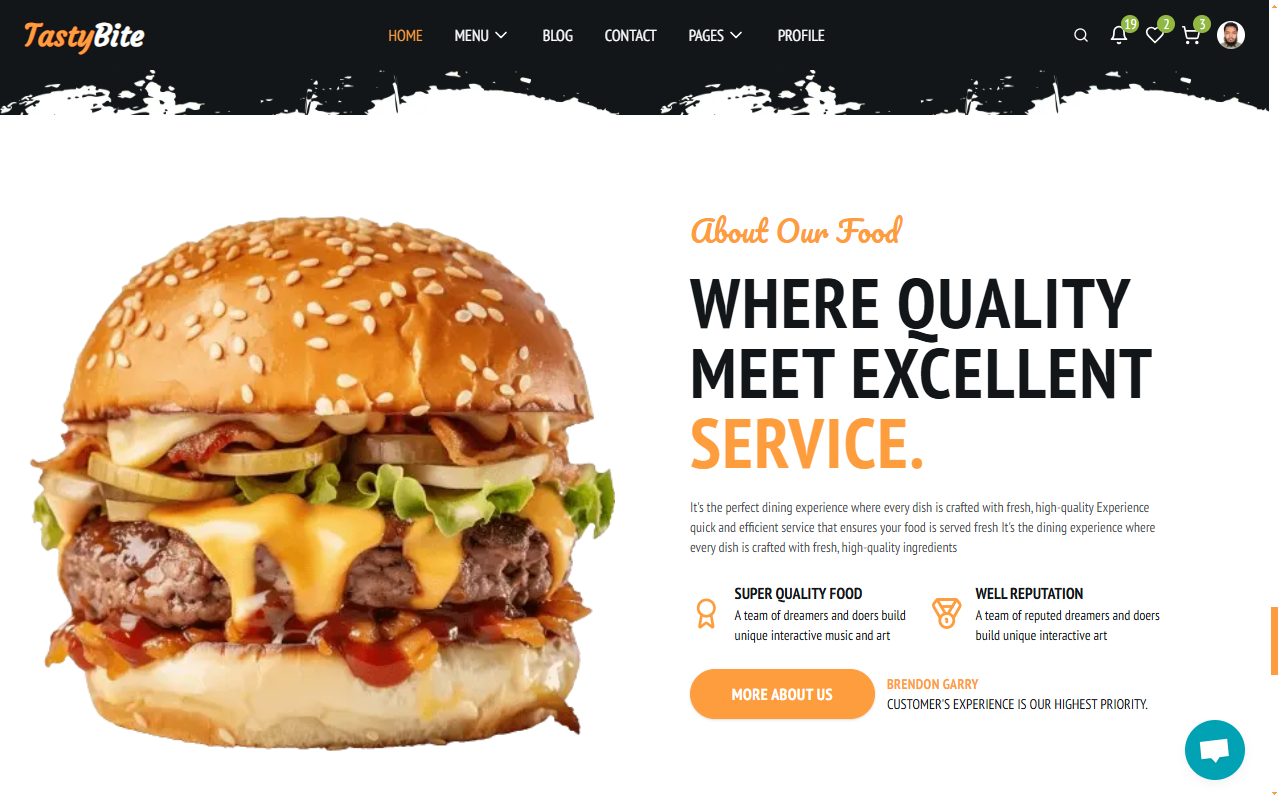 TastyBite
HOME
MENU
BLOG
CONTACT
PAGES
PROFILE
19
2
3
About Our Food
WHERE QUALITY
MEET EXCELLENT
SERVICE.
It's the perfect dining experience where every dish is crafted with fresh, high-quality Experience
quick and efficient service that ensures your food is served fresh It's the dining experience where
every dish is crafted with fresh, high-quality ingredients
SUPER QUALITY FOOD
A team of dreamers and doers build
unique interactive music and art
WELL REPUTATION
A team of reputed dreamers and doers
build unique interactive art
MORE ABOUT US
BRENDON GARRY
CUSTOMER'S EXPERIENCE IS OUR HIGHEST PRIORITY.